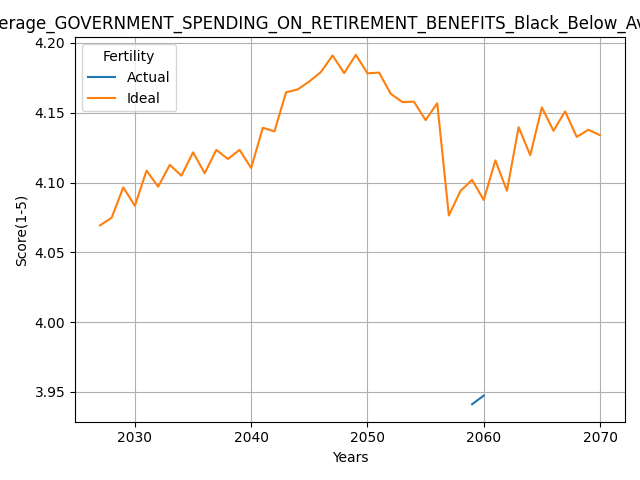 erage_GOVERNMENT_SPENDING_ON_RETIREMENT_BENEFITS_Black_Below_Av
Fertility
Actual
Ideal
Score(1-5)
4.20
4.15
4.10
4.05
4.00
3.95
2030 2040 2050 2060 2070
Years